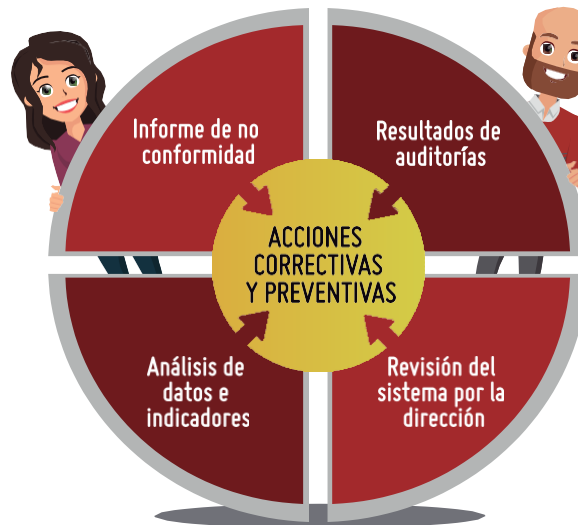 Informe de no
conformidad
Resultados de
auditorías
ACCIONES
CORRECTIVAS
Y PREVENTIVAS
Análisis de
datos e
indicadores
Revisión del
sistema por la
dirección